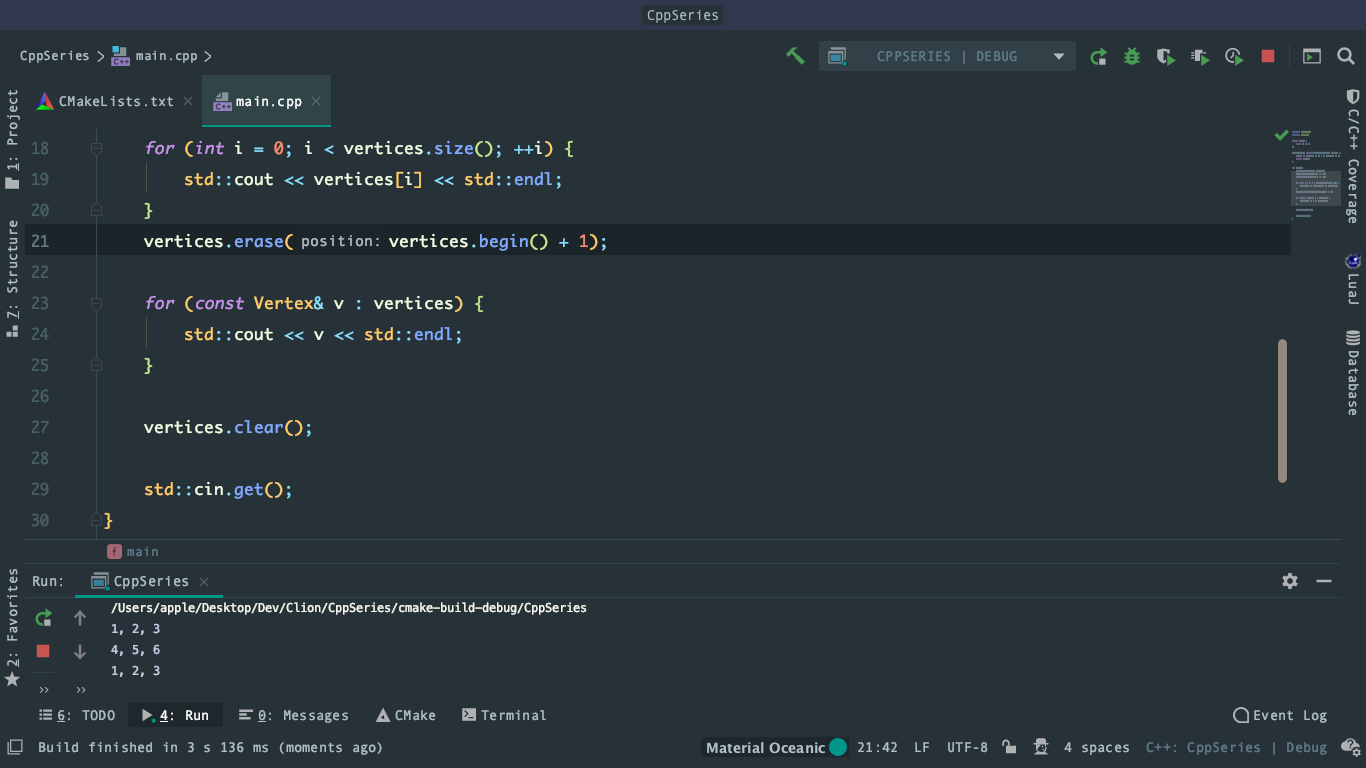 CppSeries
CppSeries > main.cpp >
CPPSERIES | DEBUG
CMakeLists.txt
main.cpp
1: Project
7: Structure
2: Favorites
C/C++ Coverage
LuaJ
Database
18 for (int i = 0; i < vertices.size(); ++i) {
19 std::cout << vertices[i] << std::endl;
20 }
21 vertices.erase( position: vertices.begin() + 1);
22
23 for (const Vertex& v : vertices) {
24 std::cout << v << std::endl;
25 }
26
27 vertices.clear();
28
29 std::cin.get();
30 }
f main
Run: CppSeries
/Users/apple/Desktop/Dev/Clion/CppSeries/cmake-build-debug/CppSeries
1, 2, 3
4, 5, 6
1, 2, 3
6: TODO 4: Run 0: Messages CMake Terminal Event Log
Build finished in 3 s 136 ms (moments ago) Material Oceanic 21:42 LF UTF-8 4 spaces C++: CppSeries | Debug